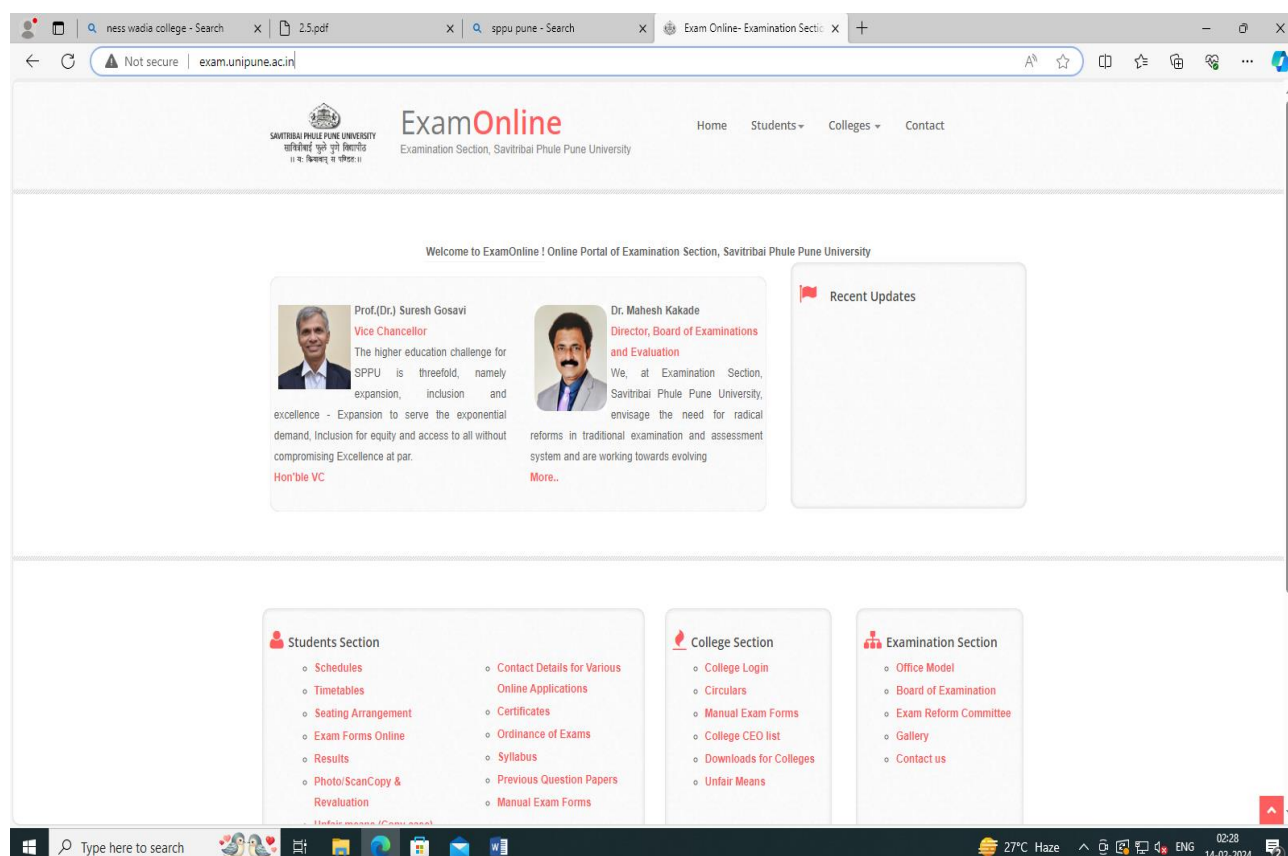 ness wadia college - Search
2.5.pdf
sppu pune - Search
Exam Online- Examination Sectio
Not secure | exam.unipune.ac.in
SAVITRIBAI PHULE PUNE UNIVERSITY
सावित्रीबाई फुले पुणे विद्यापीठ
॥ यः क्रियावान् स पण्डितः ॥
ExamOnline
Examination Section, Savitribai Phule Pune University
Home Students Colleges Contact
Welcome to ExamOnline ! Online Portal of Examination Section, Savitribai Phule Pune University
Prof.(Dr.) Suresh Gosavi
Vice Chancellor
The higher education challenge for
SPPU is threefold, namely
expansion, inclusion and
excellence - Expansion to serve the exponential
demand, Inclusion for equity and access to all without
compromising Excellence at par.
Hon'ble VC
Dr. Mahesh Kakade
Director, Board of Examinations
and Evaluation
We, at Examination Section,
Savitribai Phule Pune University,
envisage the need for radical
reforms in traditional examination and assessment
system and are working towards evolving
More..
Recent Updates
Students Section
Schedules
Timetables
Seating Arrangement
Exam Forms Online
Results
Photo/ScanCopy &
Revaluation
Unfair means (Copy case)
Contact Details for Various
Online Applications
Certificates
Ordinance of Exams
Syllabus
Previous Question Papers
Manual Exam Forms
College Section
College Login
Circulars
Manual Exam Forms
College CEO list
Downloads for Colleges
Unfair Means
Examination Section
Office Model
Board of Examination
Exam Reform Committee
Gallery
Contact us
Type here to search
27°C Haze
ENG
02:28
14-02-2024